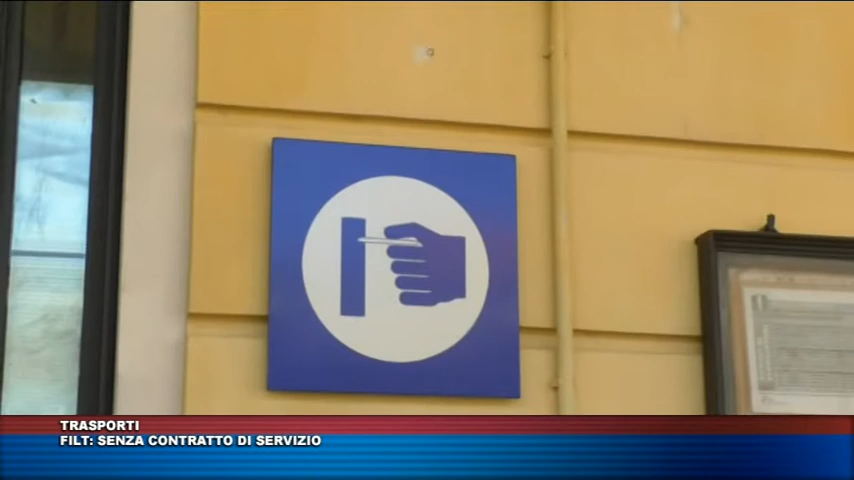 TRASPORTI
FILT: SENZA CONTRATTO DI SERVIZIO